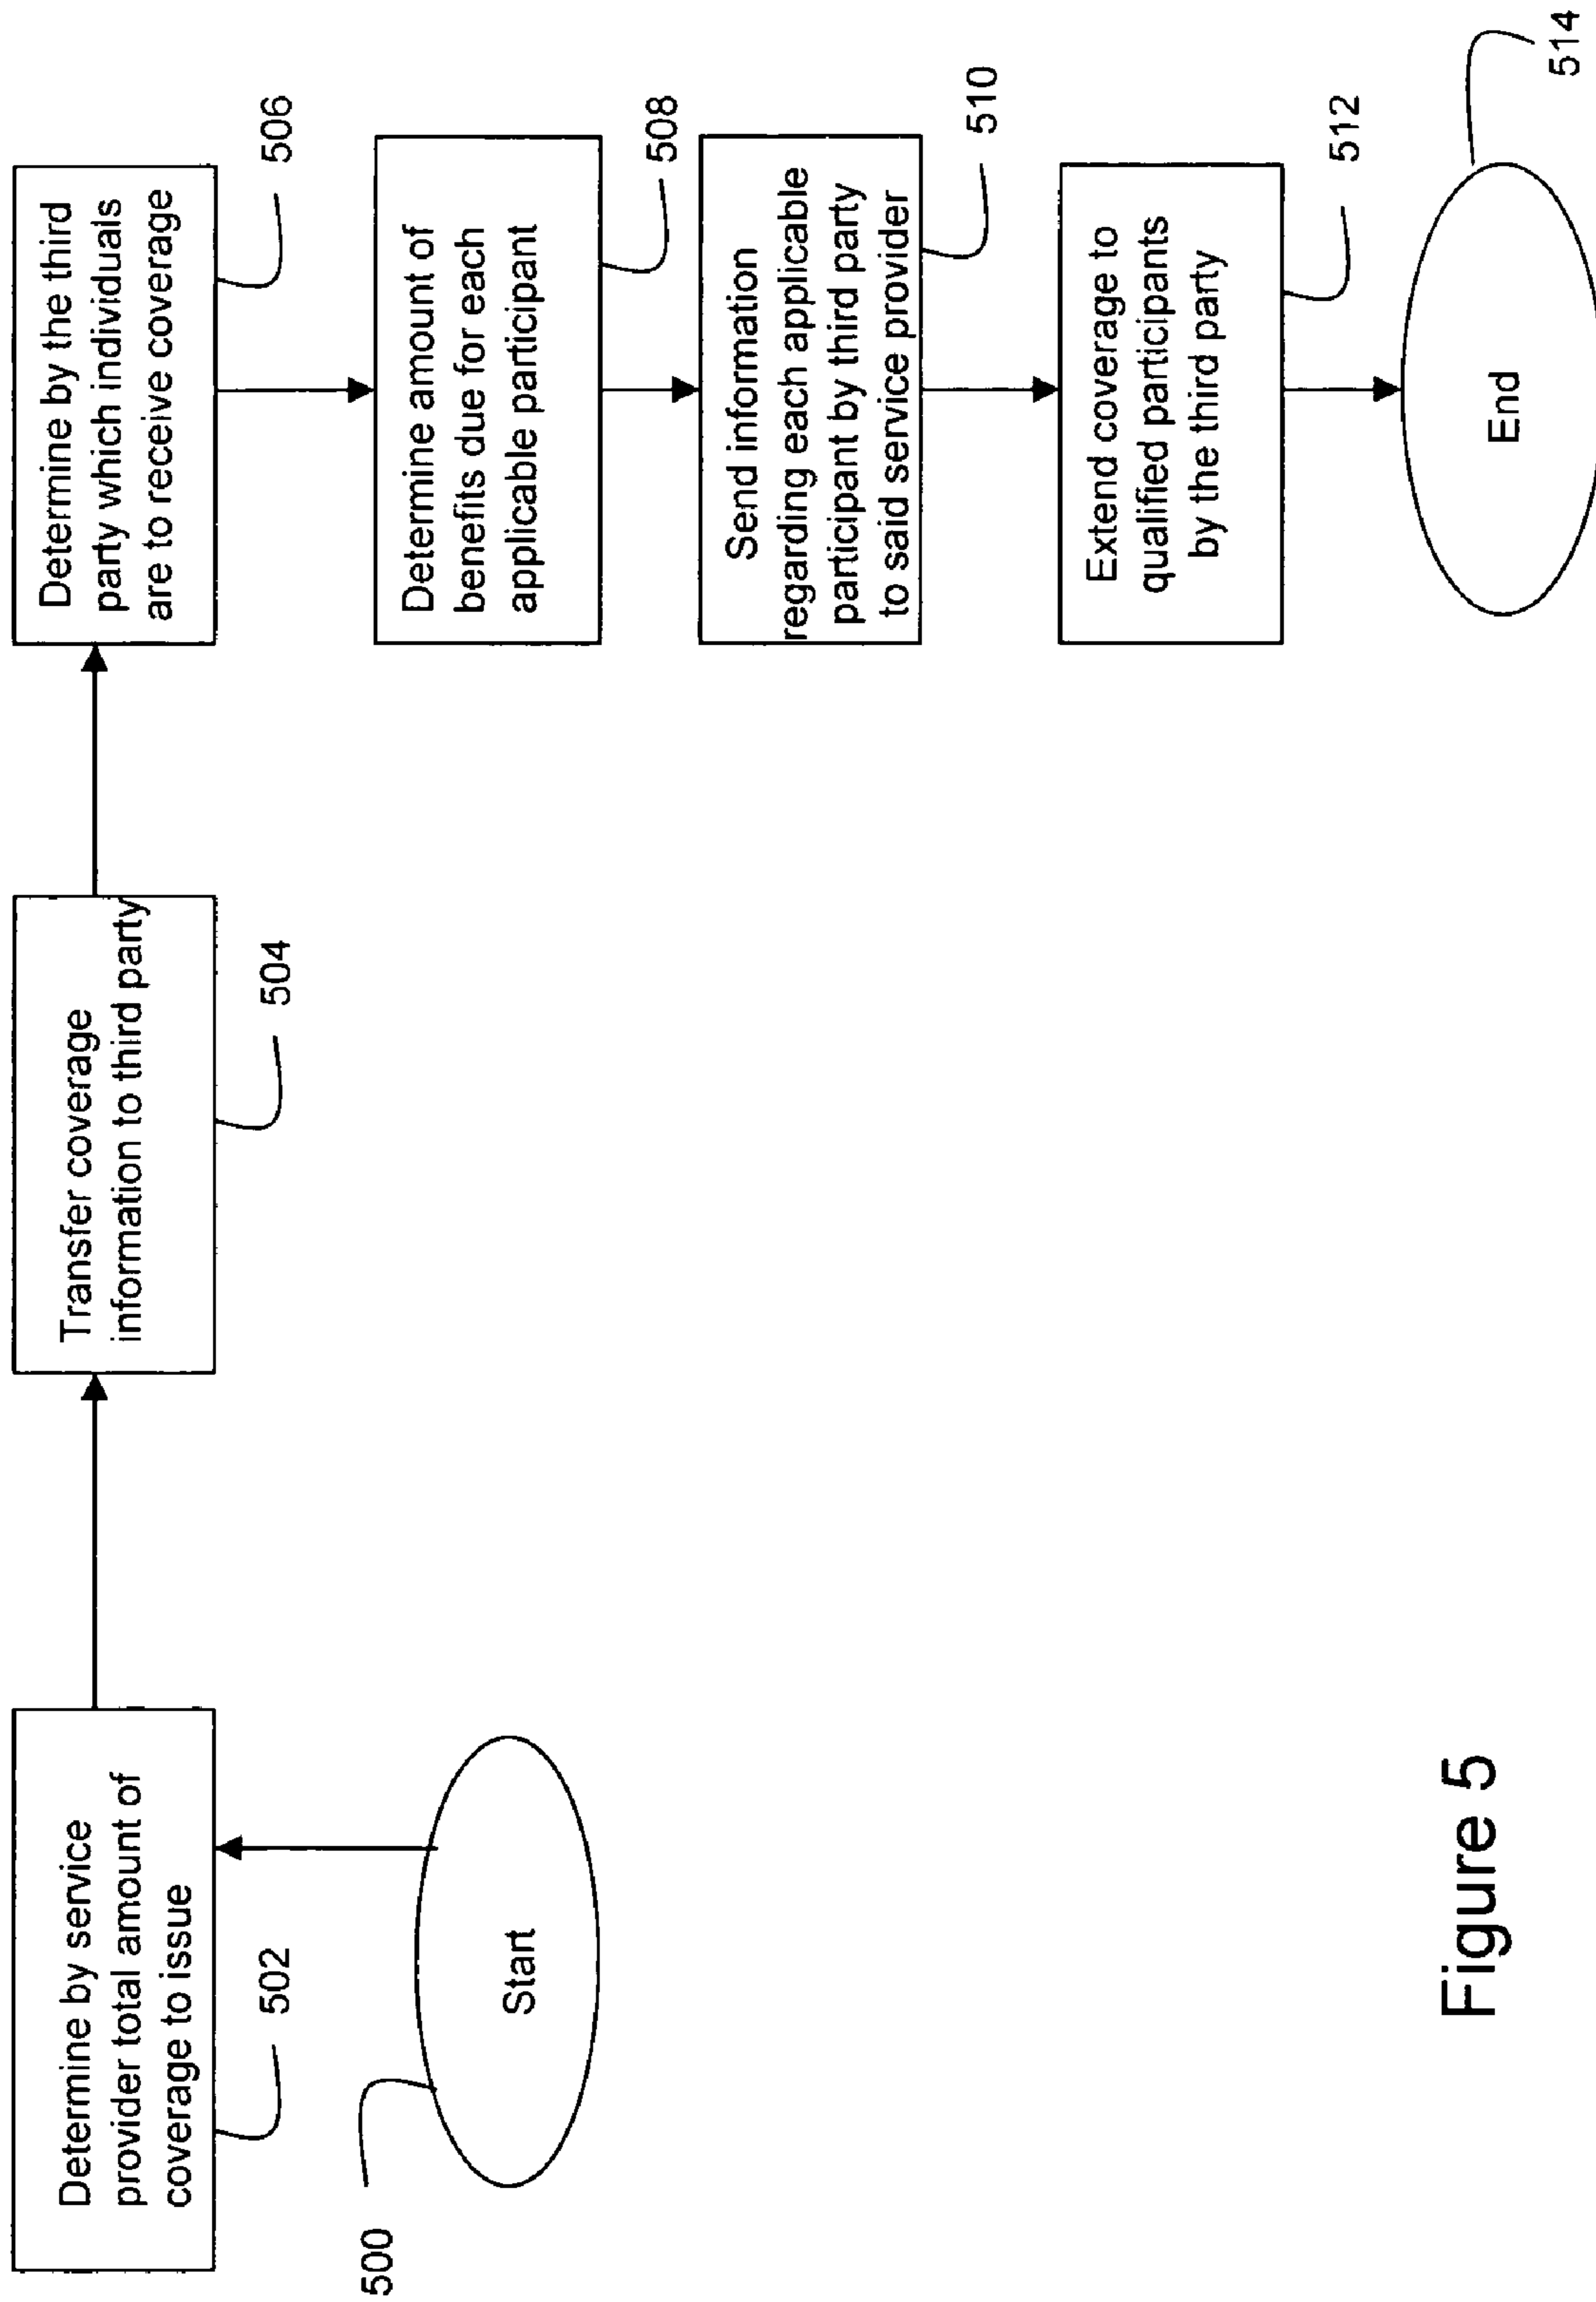 Determine by service
provider total amount of
coverage to issue
502
500
Start
Transfer coverage
information to third party
504
Determine by the third
party which individuals
are to receive coverage
506
Determine amount of
benefits due for each
applicable participant
508
Send information
regarding each applicable
participant by third party
to said service provider
510
Extend coverage to
qualified participants
by the third party
512
End
514
Figure 5